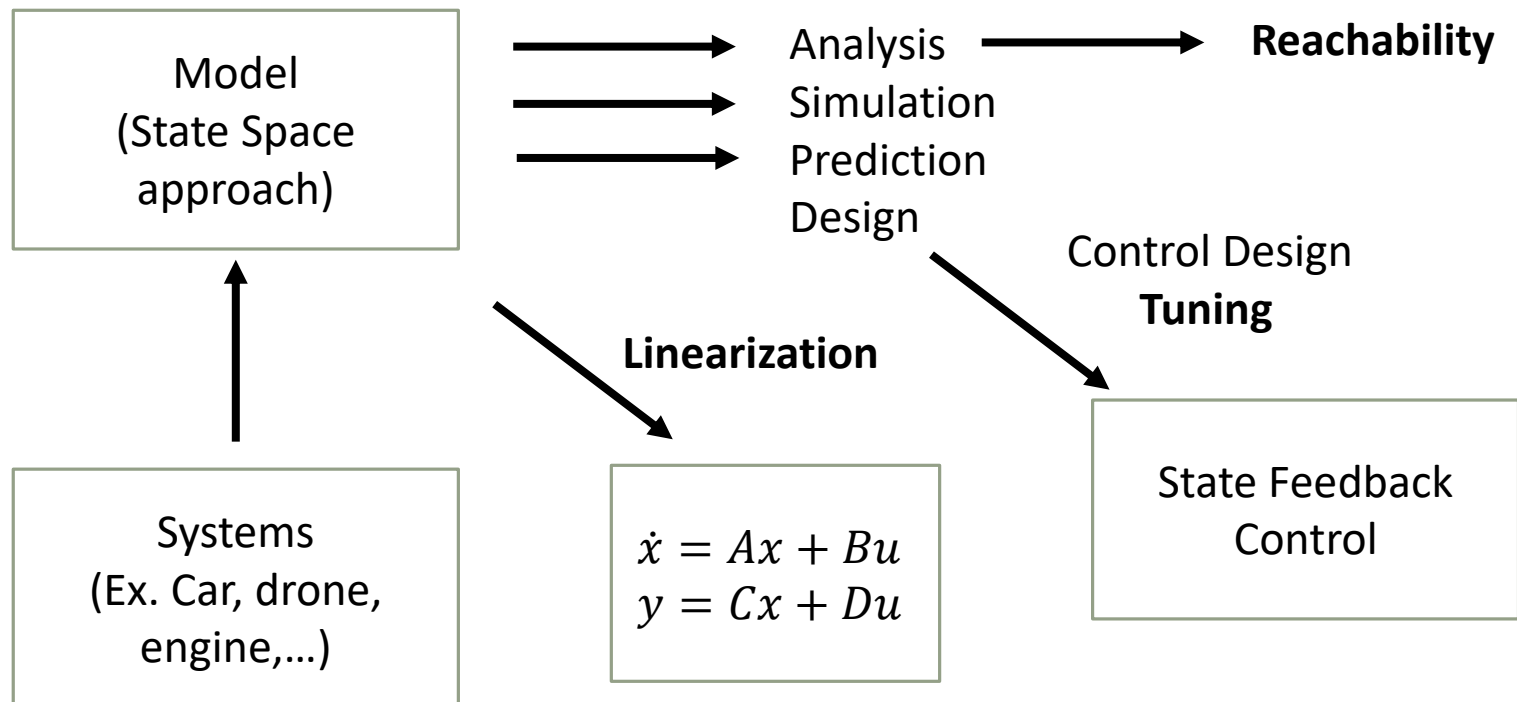 Model
(State Space
approach)
Analysis
Simulation
Prediction
Design
Reachability
Control Design
Tuning
Linearization
Systems
(Ex. Car, drone,
engine,…)
ẋ = Ax + Bu
y = Cx + Du
State Feedback
Control